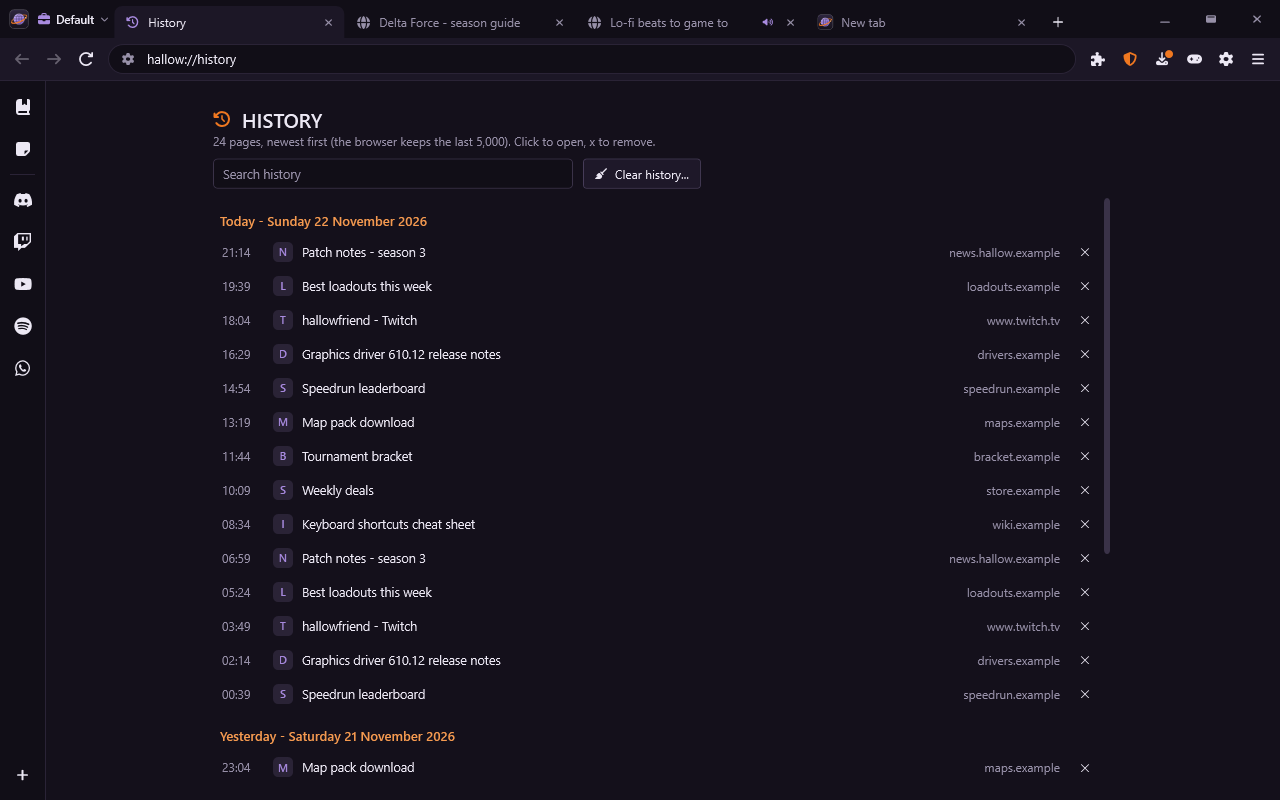 Default
History
Delta Force - season guide
Lo-fi beats to game to
New tab
hallow://history
HISTORY
24 pages, newest first (the browser keeps the last 5,000). Click to open, x to remove.
Search history
Clear history...
Today - Sunday 22 November 2026
21:14 N Patch notes - season 3 news.hallow.example
19:39 L Best loadouts this week loadouts.example
18:04 T hallowfriend - Twitch www.twitch.tv
16:29 D Graphics driver 610.12 release notes drivers.example
14:54 S Speedrun leaderboard speedrun.example
13:19 M Map pack download maps.example
11:44 B Tournament bracket bracket.example
10:09 S Weekly deals store.example
08:34 I Keyboard shortcuts cheat sheet wiki.example
06:59 N Patch notes - season 3 news.hallow.example
05:24 L Best loadouts this week loadouts.example
03:49 T hallowfriend - Twitch www.twitch.tv
02:14 D Graphics driver 610.12 release notes drivers.example
00:39 S Speedrun leaderboard speedrun.example
Yesterday - Saturday 21 November 2026
23:04 M Map pack download maps.example